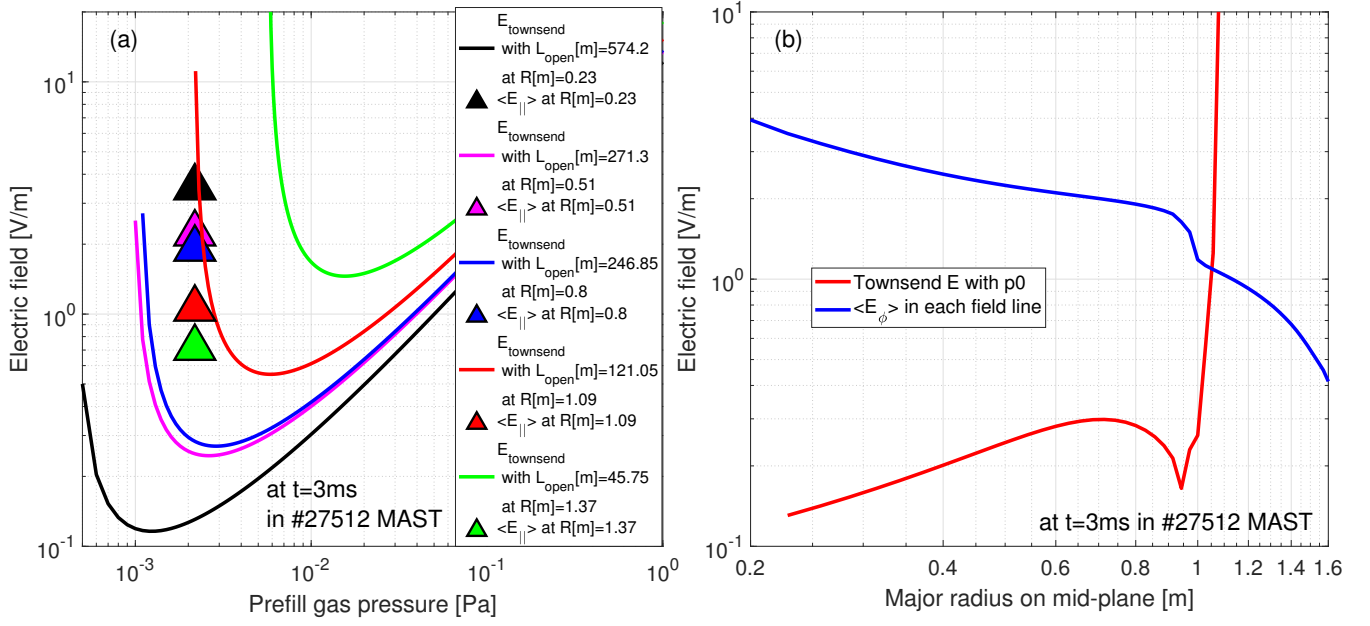 (a)
E_townsend
with L_open[m]=574.2
at R[m]=0.23
<E_||> at R[m]=0.23
E_townsend
with L_open[m]=271.3
at R[m]=0.51
<E_||> at R[m]=0.51
E_townsend
with L_open[m]=246.85
at R[m]=0.8
<E_||> at R[m]=0.8
E_townsend
with L_open[m]=121.05
at R[m]=1.09
<E_||> at R[m]=1.09
E_townsend
with L_open[m]=45.75
at R[m]=1.37
<E_||> at R[m]=1.37
at t=3ms
in #27512 MAST
10^1
10^0
10^-1
Electric field [V/m]
10^-3
10^-2
10^-1
10^0
Prefill gas pressure [Pa]
(b)
Townsend E with p0
<E_ϕ> in each field line
at t=3ms in #27512 MAST
10^1
10^0
10^-1
Electric field [V/m]
0.2
0.4
0.6
0.8
1
1.2
1.4
1.6
Major radius on mid-plane [m]